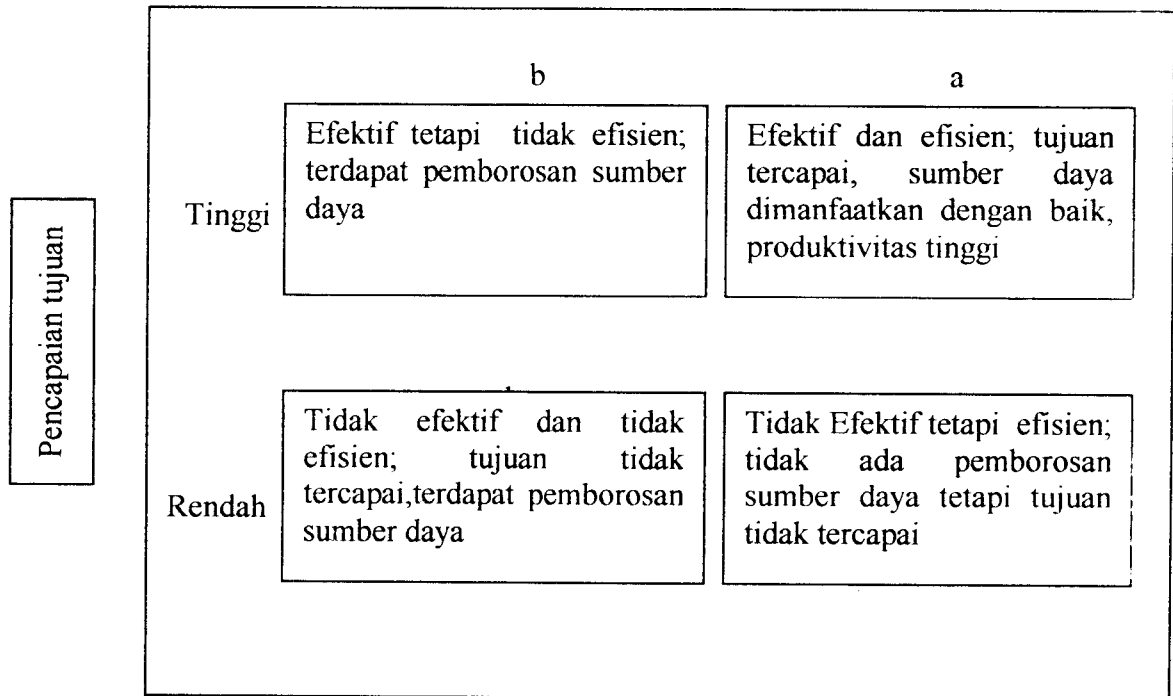 b
a
Efektif tetapi tidak efisien;
terdapat pemborosan sumber
daya
Efektif dan efisien; tujuan
tercapai, sumber daya
dimanfaatkan dengan baik,
produktivitas tinggi
Tinggi
Pencapaian tujuan
Tidak efektif dan tidak
efisien; tujuan tidak
tercapai,terdapat pemborosan
sumber daya
Tidak Efektif tetapi efisien;
tidak ada pemborosan
sumber daya tetapi tujuan
tidak tercapai
Rendah